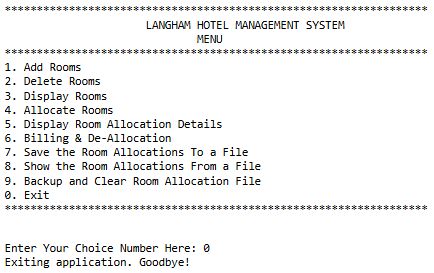 *******************************************************************
LANGHAM HOTEL MANAGEMENT SYSTEM
MENU
*******************************************************************
1. Add Rooms
2. Delete Rooms
3. Display Rooms
4. Allocate Rooms
5. Display Room Allocation Details
6. Billing & De-Allocation
7. Save the Room Allocations To a File
8. Show the Room Allocations From a File
9. Backup and Clear Room Allocation File
0. Exit
*******************************************************************
Enter Your Choice Number Here: 0
Exiting application. Goodbye!